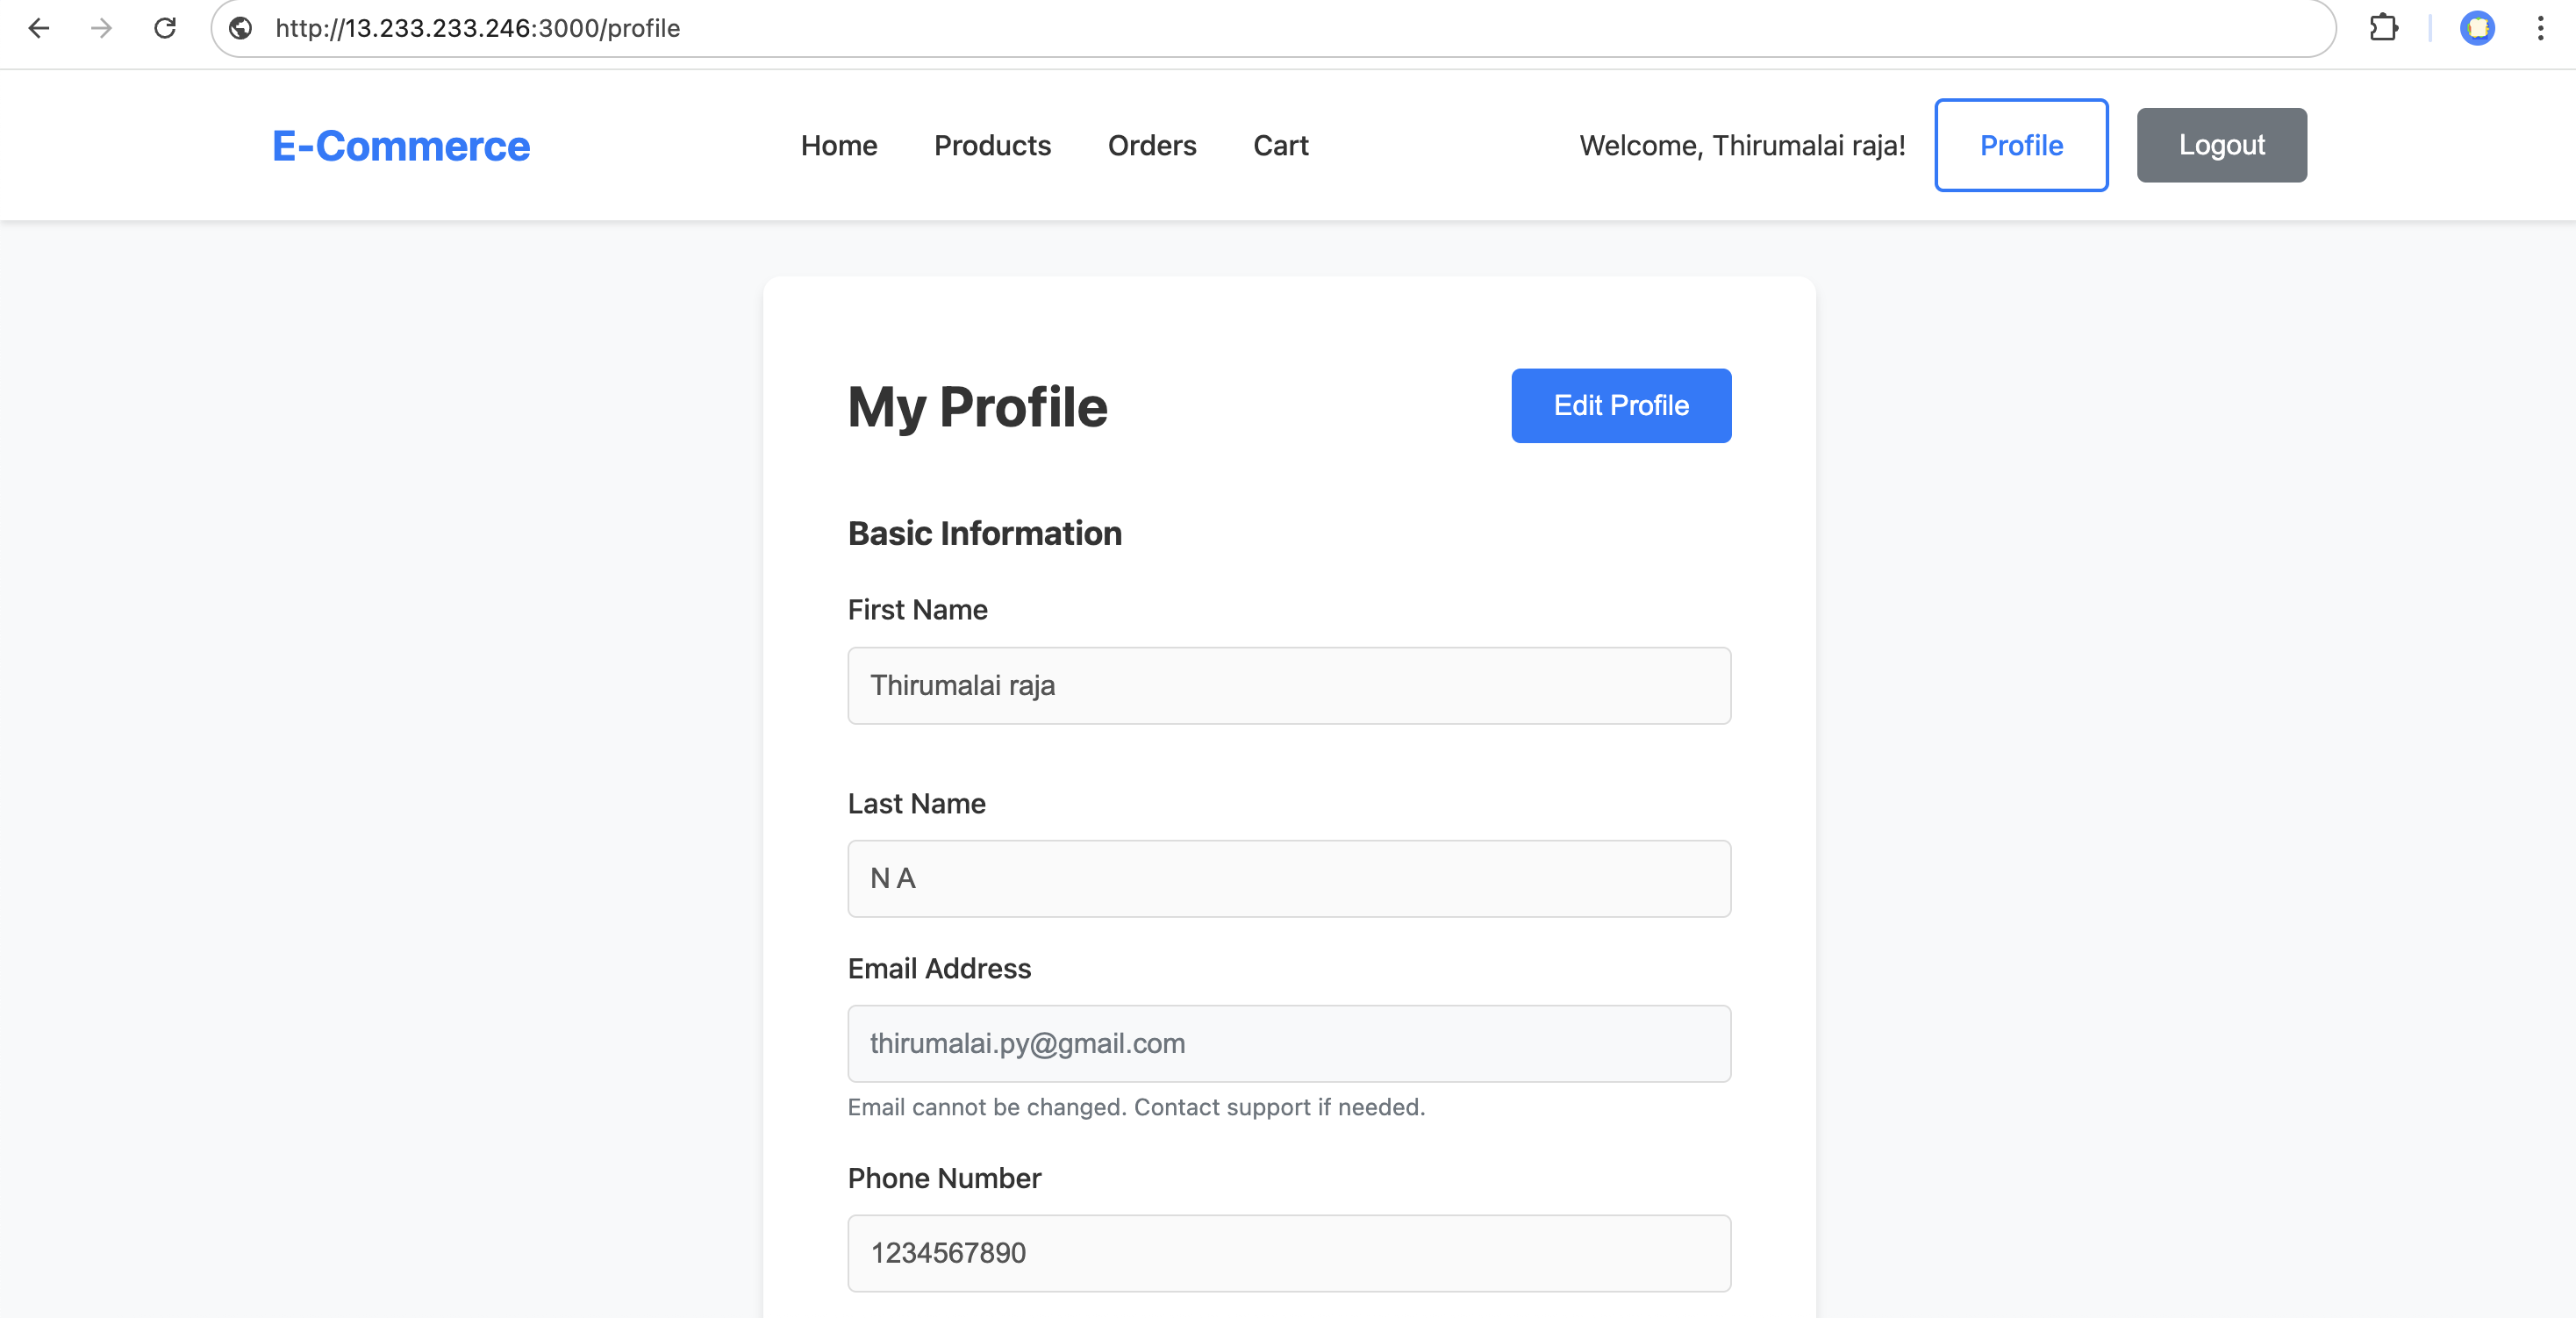 http://13.233.233.246:3000/profile
E-Commerce Home Products Orders Cart Welcome, Thirumalai raja! Profile Logout
My Profile Edit Profile
Basic Information
First Name
Thirumalai raja
Last Name
N A
Email Address
thirumalai.py@gmail.com
Email cannot be changed. Contact support if needed.
Phone Number
1234567890